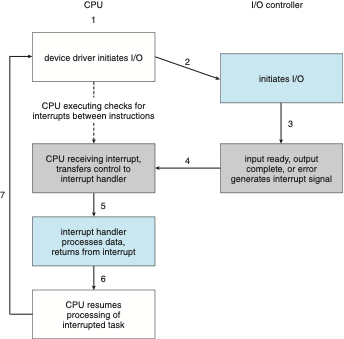 CPU
I/O controller
1
device driver initiates I/O
2
initiates I/O
CPU executing checks for
interrupts between instructions
3
CPU receiving interrupt,
transfers control to
interrupt handler
4
input ready, output
complete, or error
generates interrupt signal
7
5
interrupt handler
processes data,
returns from interrupt
6
CPU resumes
processing of
interrupted task